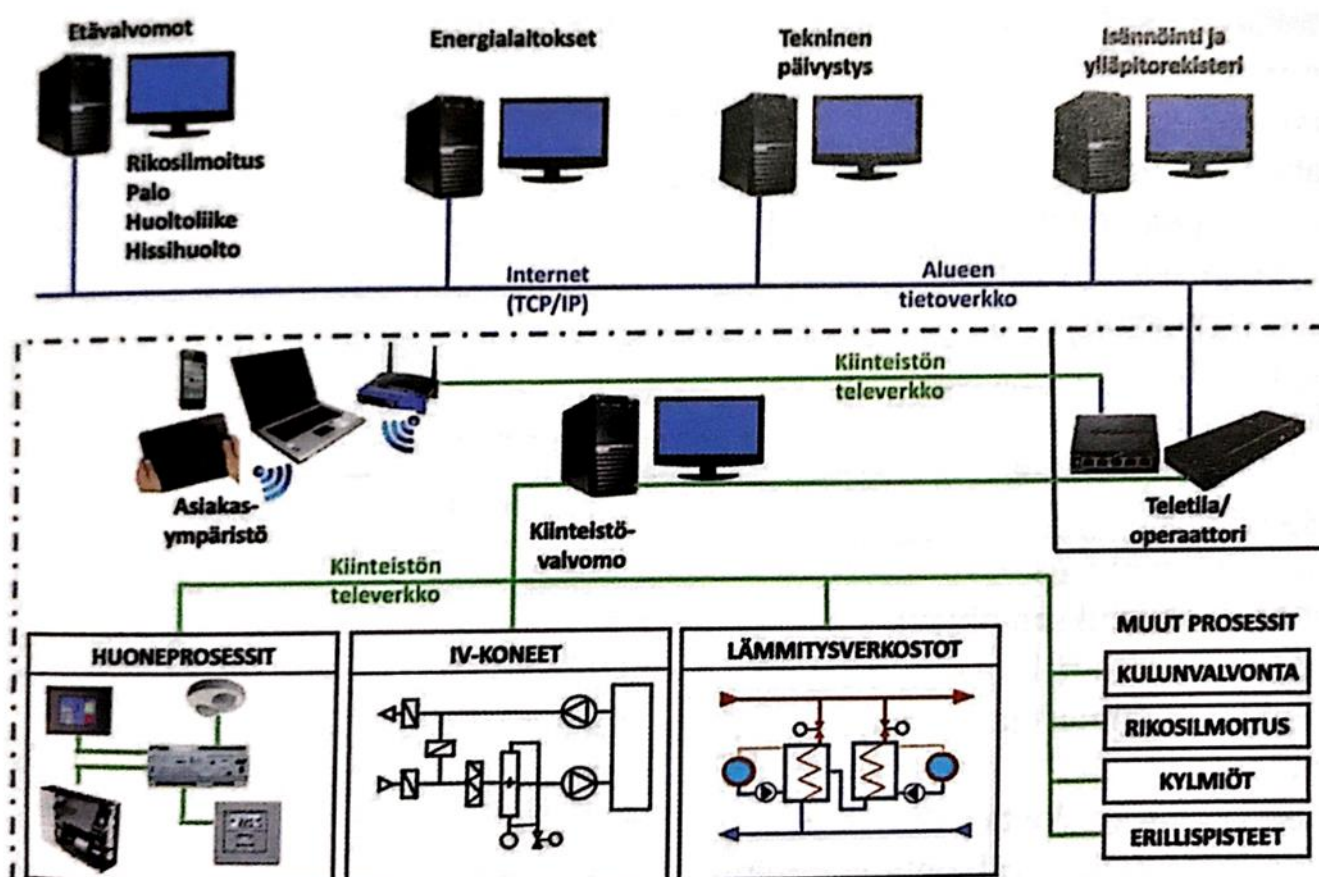 Etävalvomot
Rikosilmoitus
Palo
Huoltoliike
Hissihuolto
Energialaitokset
Tekninen
päivystys
Isännöinti ja
ylläpitorekisteri
Internet
(TCP/IP)
Alueen
tietoverkko
Kiinteistön
televerkko
Asiakas-
ympäristö
Kiinteistö-
valvomo
Teletila/
operaattori
Kiinteistön
televerkko
HUONEPROSESSIT
IV-KONEET
LÄMMITYSVERKOSTOT
MUUT PROSESSIT
KULUNVALVONTA
RIKOSILMOITUS
KYLMIÖT
ERILLISPISTEET